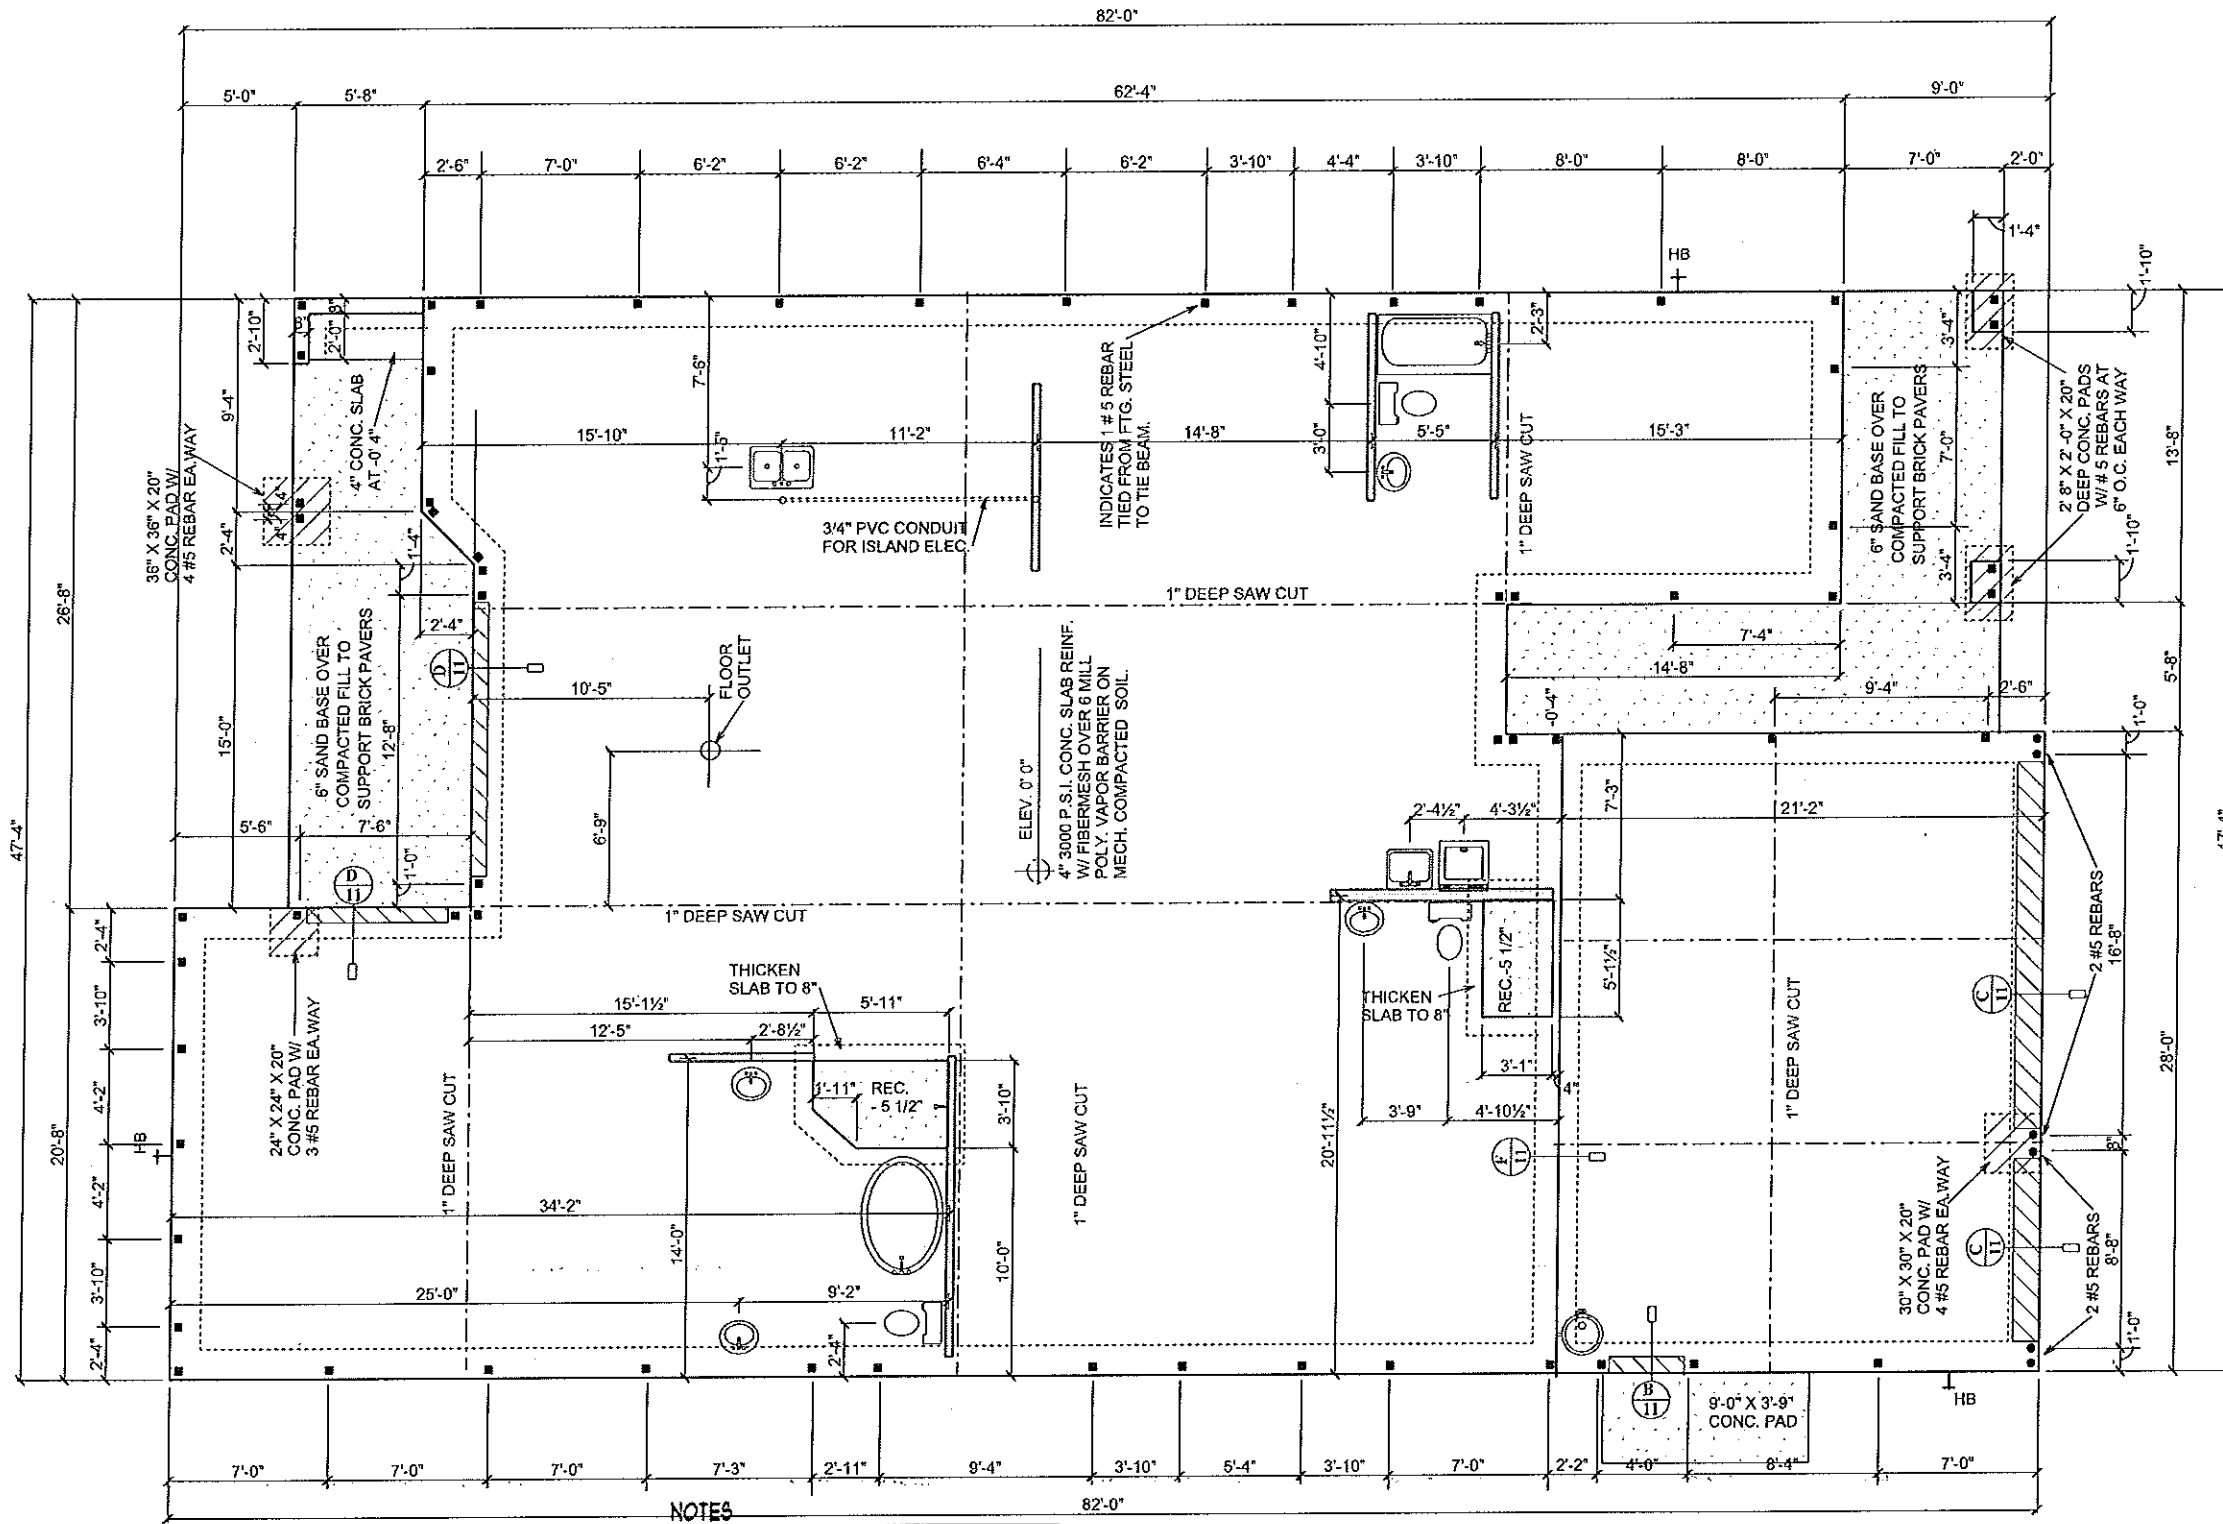 82'-0"
5'-0" 5'-8" 62'-4" 9'-0"
2'-6" 7'-0" 6'-2" 6'-2" 6'-4" 6'-2" 3'-10" 4'-4" 3'-10" 8'-0" 8'-0" 7'-0" 2'-0"
1'-4"
HB
1'-10"
2'-10"
8"
2'-0"
8"
9'-4"
4" CONC. SLAB
AT -0' 4"
36" X 36" X 20"
CONC. PAD W/
4 #5 REBAR EA.WAY
4"
2'-4"
1'-4"
26'-8"
47'-4"
7'-6"
1'-5"
15'-10" 11'-2" 14'-8" 5'-5" 15'-3"
3/4" PVC CONDUIT
FOR ISLAND ELEC.
INDICATES 1 # 5 REBAR
TIED FROM FTG. STEEL
TO TIE BEAM.
4'-10"
3'-0"
2'-3"
1" DEEP SAW CUT
6" SAND BASE OVER
COMPACTED FILL TO
SUPPORT BRICK PAVERS
3'-4"
7'-0"
3'-4"
2' 8" X 2'-0" X 20"
DEEP CONC. PADS
W/ # 5 REBARS AT
6" O.C. EACH WAY
1'-10"
13'-8"
1" DEEP SAW CUT
2'-4"
D
11
6" SAND BASE OVER
COMPACTED FILL TO
SUPPORT BRICK PAVERS
15'-0"
12'-8"
10'-5"
FLOOR
OUTLET
6'-9"
ELEV. 0' 0"
4" 3000 P.S.I. CONC. SLAB REINF.
W/ FIBERMESH OVER 6 MILL
POLY. VAPOR BARRIER ON
MECH. COMPACTED SOIL.
7'-4"
14'-8"
-0'-4"
9'-4" 2'-6"
5'-8"
1'-0"
47'-4"
5'-6" 7'-6"
1'-0"
D
11
1" DEEP SAW CUT
2'-4½" 4'-3½" 21'-2"
7'-3"
5'-1½"
REC.-5 1/2"
THICKEN
SLAB TO 8"
3'-1"
4"
3'-9" 4'-10½"
20'-11½"
F
11
1" DEEP SAW CUT
C
11
2 #5 REBARS
16'-8"
28'-0"
8"
30" X 30" X 20"
CONC. PAD W/
4 #5 REBAR EA.WAY
C
11
2 #5 REBARS
8'-8"
1'-0"
20'-8"
2'-4"
3'-10"
4'-2"
HB
4'-2"
3'-10"
2'-4"
24" X 24" X 20"
CONC. PAD W/
3 #5 REBAR EA.WAY
1" DEEP SAW CUT
THICKEN
SLAB TO 8"
15'-1½" 5'-11"
12'-5" 2'-8½"
1'-11" REC.
- 5 1/2"
3'-10"
10'-0"
1" DEEP SAW CUT
34'-2"
14'-0"
25'-0" 9'-2"
2'-4"
B
11
9'-0" X 3'-9"
CONC. PAD
HB
7'-0" 7'-0" 7'-0" 7'-3" 2'-11" 9'-4" 3'-10" 5'-4" 3'-10" 7'-0" 2'-2" 4'-0" 8'-4" 7'-0"
82'-0"
NOTES